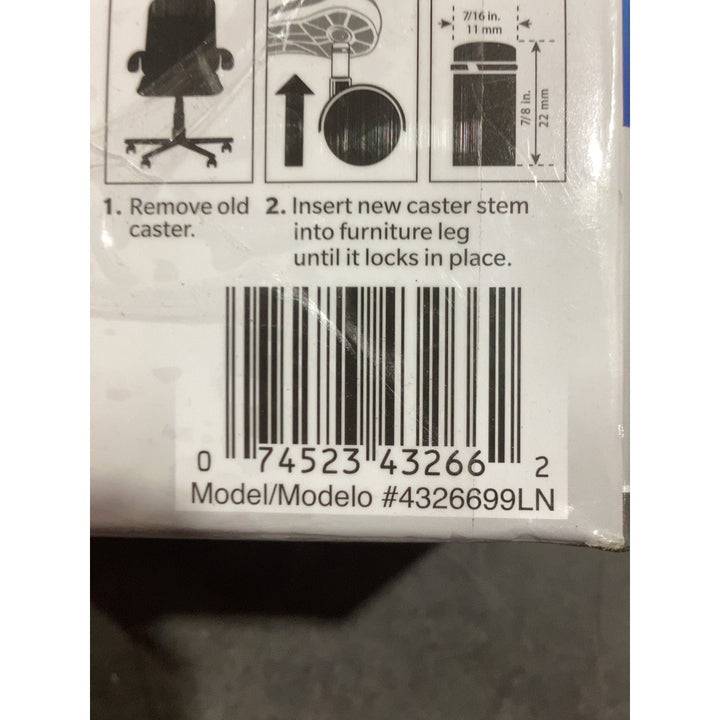 7/16 in.
11 mm
7/8 in.
22 mm
1. Remove old
caster.
2. Insert new caster stem
into furniture leg
until it locks in place.
0 74523 43266 2
Model/Modelo #4326699LN